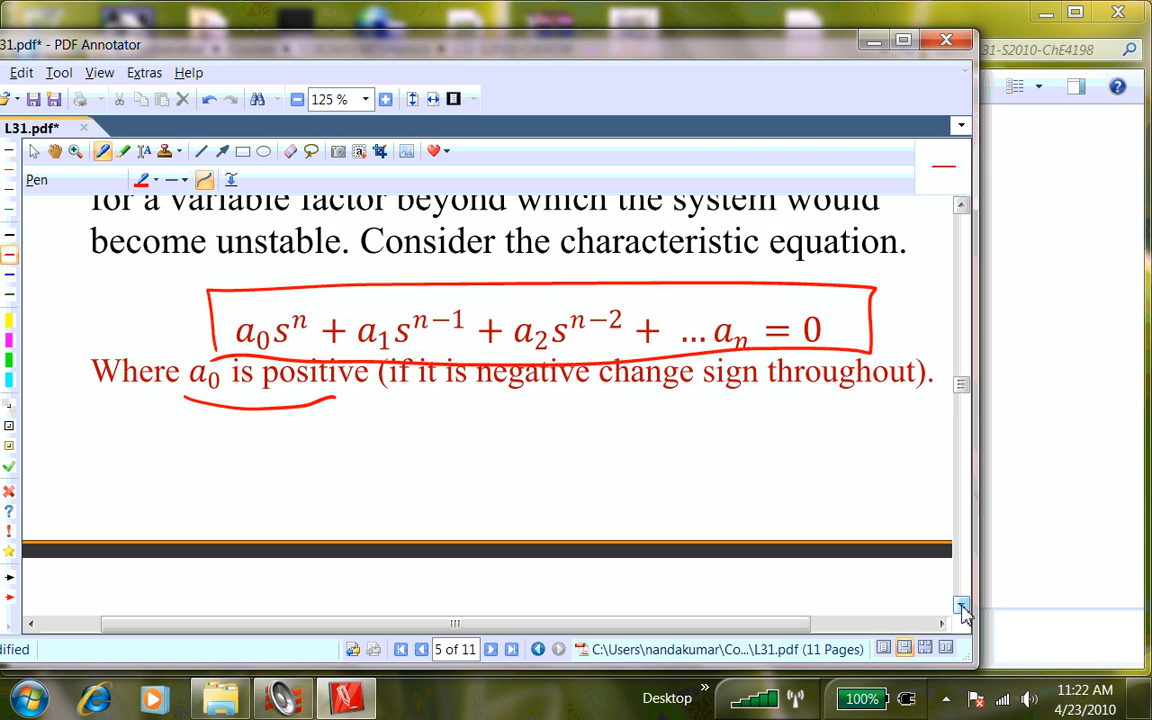 31-S2010-ChE4198
31.pdf* - PDF Annotator
Edit Tool View Extras Help
125 %
L31.pdf*
Pen
for a variable factor beyond which the system would
become unstable. Consider the characteristic equation.
a₀sⁿ + a₁sⁿ⁻¹ + a₂sⁿ⁻² + …aₙ = 0
Where a₀ is positive (if it is negative change sign throughout).
dified
5 of 11
C:\Users\nandakumar\Co...\L31.pdf (11 Pages)
Desktop
»
100%
11:22 AM
4/23/2010